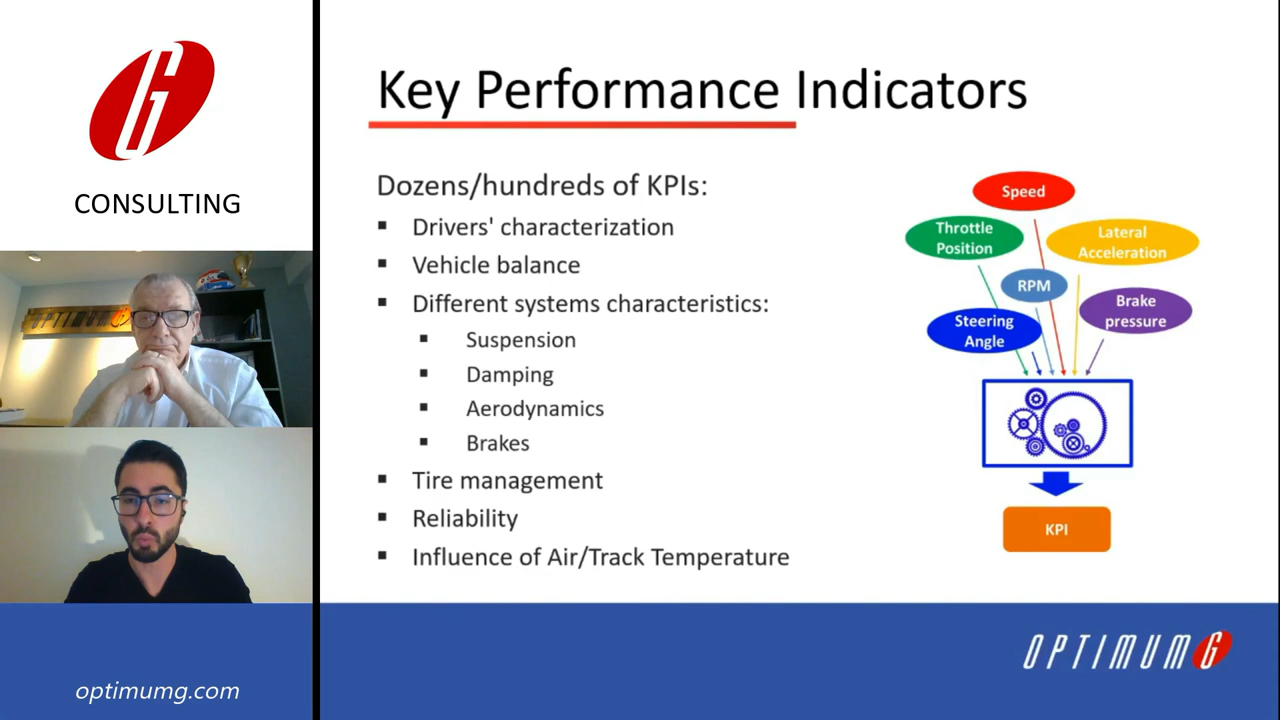 G
CONSULTING
OPTIMUMG
optimumg.com
Key Performance Indicators
Dozens/hundreds of KPIs:
▪ Drivers' characterization
▪ Vehicle balance
▪ Different systems characteristics:
▪ Suspension
▪ Damping
▪ Aerodynamics
▪ Brakes
▪ Tire management
▪ Reliability
▪ Influence of Air/Track Temperature
Speed
Throttle
Position
Lateral
Acceleration
RPM
Brake
pressure
Steering
Angle
KPI
OPTIMUMG